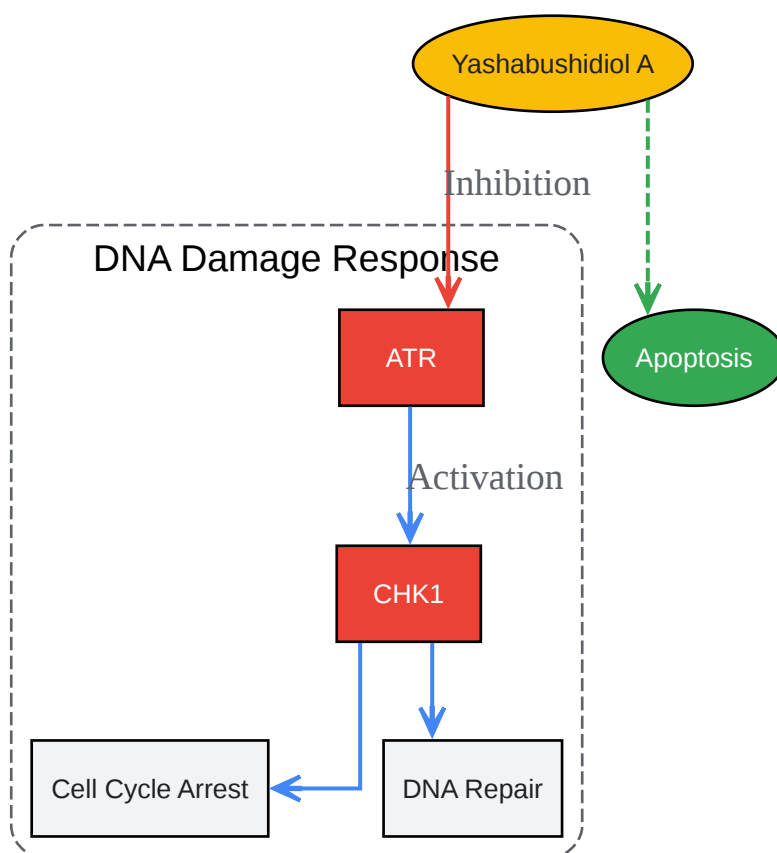 Yashabushidiol A
Inhibition
DNA Damage Response
ATR
Apoptosis
Activation
CHK1
Cell Cycle Arrest
DNA Repair